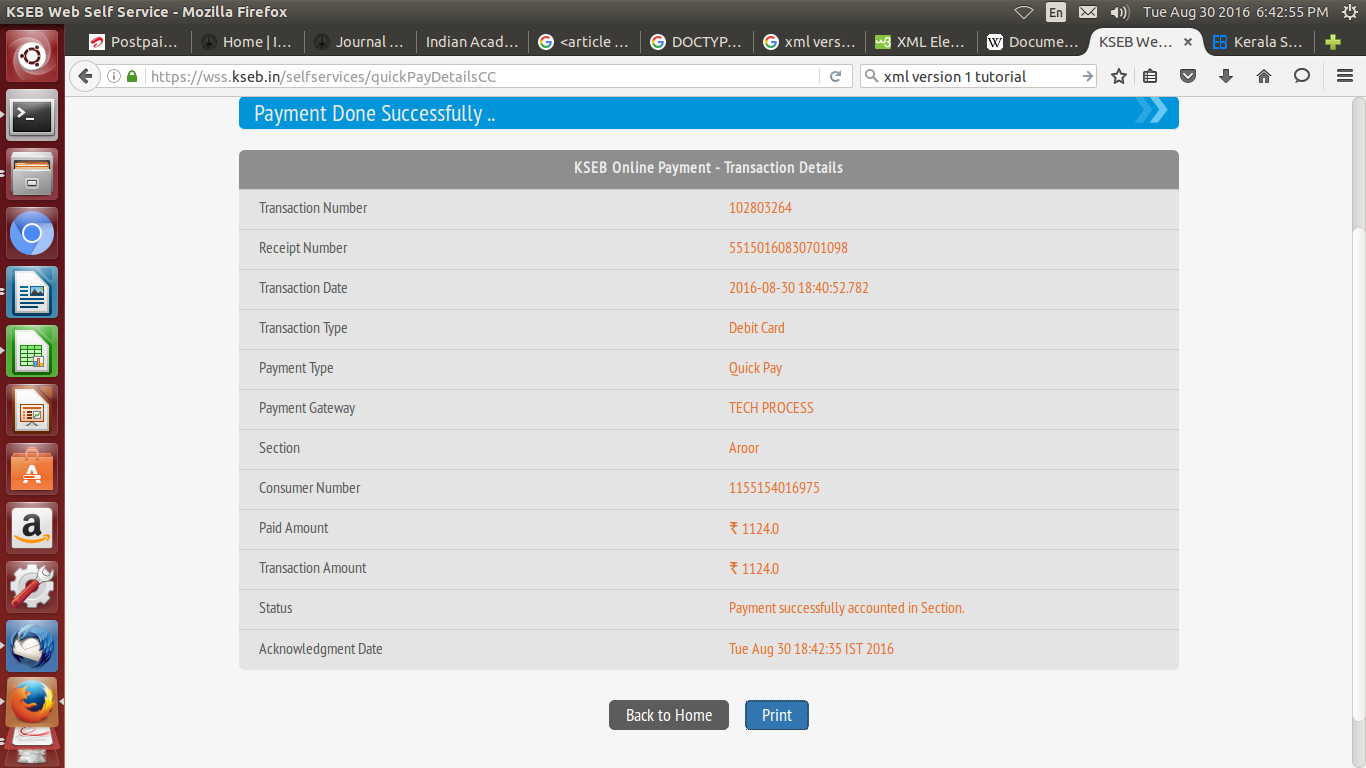 KSEB Web Self Service - Mozilla Firefox
En
Tue Aug 30 2016 6:42:55 PM
Postpai...
Home | I...
Journal ...
Indian Acad...
<article ...
DOCTYP...
xml vers...
XML Ele...
Docume...
KSEB We...
Kerala S...
https://wss.kseb.in/selfservices/quickPayDetailsCC
xml version 1 tutorial
Payment Done Successfully ..
KSEB Online Payment - Transaction Details
Transaction Number 102803264
Receipt Number 55150160830701098
Transaction Date 2016-08-30 18:40:52.782
Transaction Type Debit Card
Payment Type Quick Pay
Payment Gateway TECH PROCESS
Section Aroor
Consumer Number 1155154016975
Paid Amount ₹ 1124.0
Transaction Amount ₹ 1124.0
Status Payment successfully accounted in Section.
Acknowledgment Date Tue Aug 30 18:42:35 IST 2016
Back to Home Print